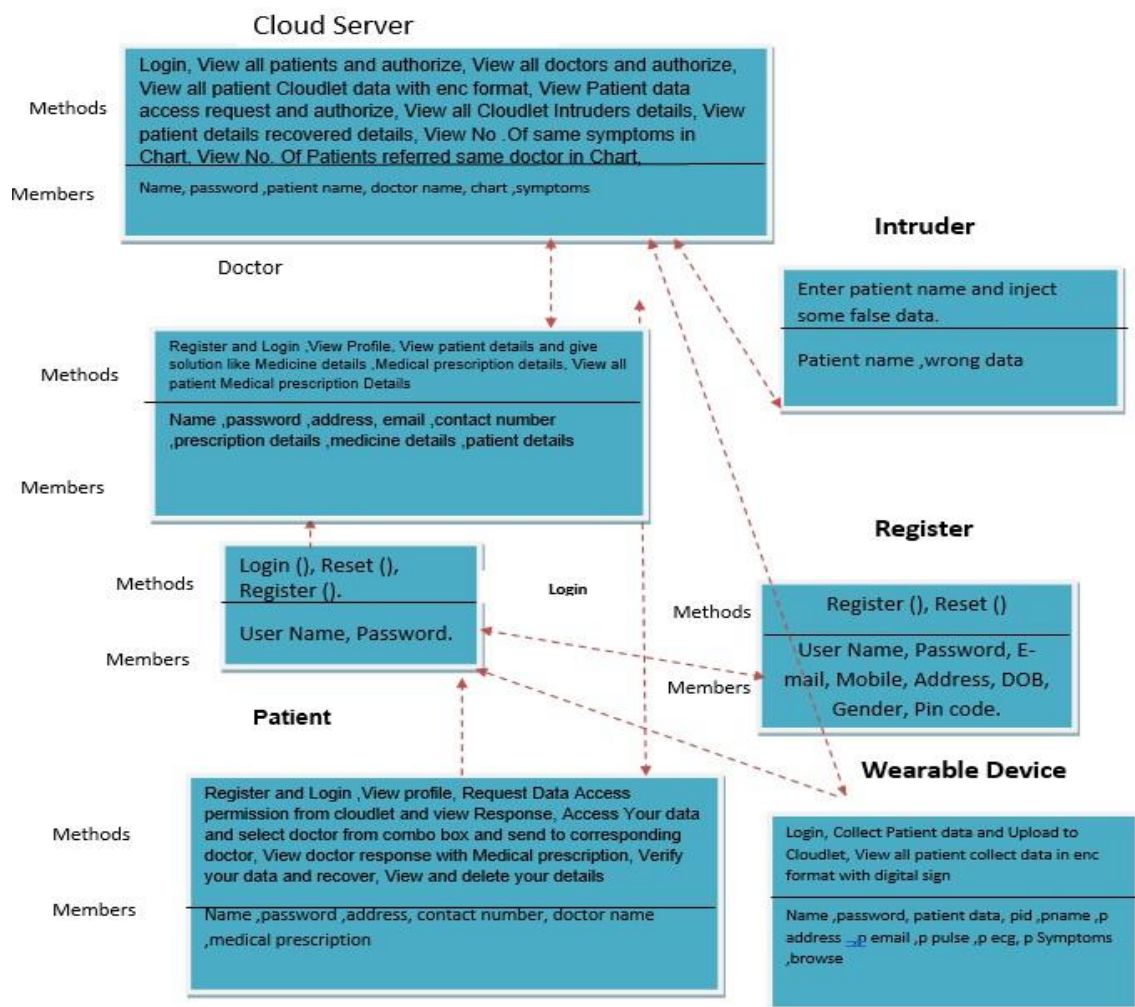 Cloud Server
Methods
Login, View all patients and authorize, View all doctors and authorize,
View all patient Cloudlet data with enc format, View Patient data
access request and authorize, View all Cloudlet Intruders details, View
patient details recovered details, View No .Of same symptoms in
Chart, View No. Of Patients referred same doctor in Chart,
Members
Name, password ,patient name, doctor name, chart ,symptoms
Intruder
Enter patient name and inject
some false data.
Patient name ,wrong data
Doctor
Methods
Register and Login ,View Profile, View patient details and give
solution like Medicine details ,Medical prescription details, View all
patient Medical prescription Details
Name ,password ,address, email ,contact number
,prescription details ,medicine details ,patient details
Members
Login
Methods
Login (), Reset (),
Register ().
User Name, Password.
Members
Register
Methods
Register (), Reset ()
Members
User Name, Password, E-
mail, Mobile, Address, DOB,
Gender, Pin code.
Patient
Methods
Register and Login ,View profile, Request Data Access
permission from cloudlet and view Response, Access Your data
and select doctor from combo box and send to corresponding
doctor, View doctor response with Medical prescription, Verify
your data and recover, View and delete your details
Members
Name ,password ,address, contact number, doctor name
,medical prescription
Wearable Device
Login, Collect Patient data and Upload to
Cloudlet, View all patient collect data in enc
format with digital sign
Name ,password, patient data, pid ,pname ,p
address ,p email ,p pulse ,p ecg, p Symptoms
,browse